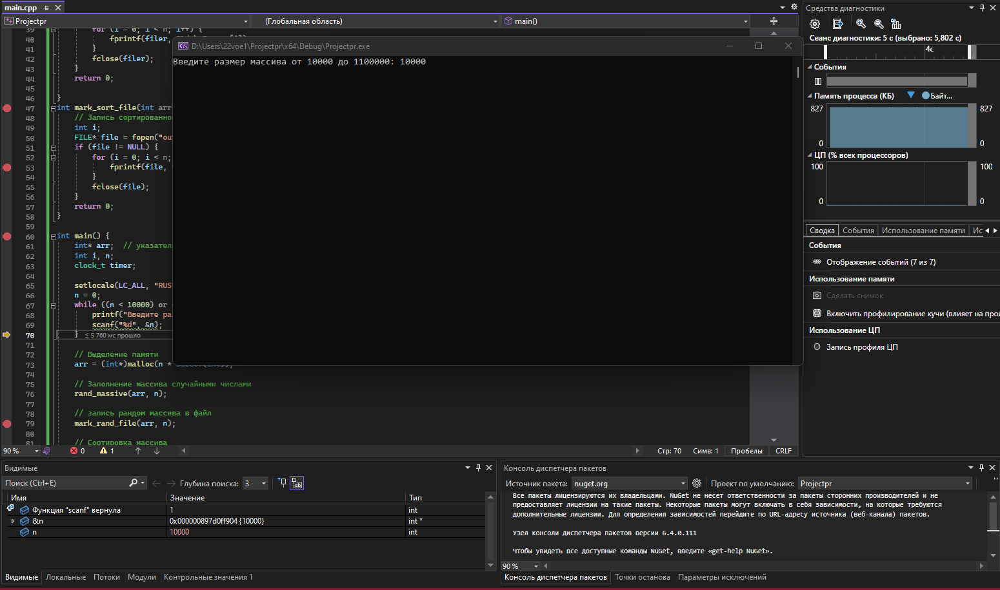 main.cpp
Projectpr
(Глобальная область)
main()
39 for (i = 0; i < n; i++) {
40 fprintf(filer,
41 }
42 fclose(filer);
43 }
44 return 0;
45
46 }
47 int mark_sort_file(int arr
48 // Запись сортированно
49 int i;
50 FILE* file = fopen("ou
51 if (file != NULL) {
52 for (i = 0; i < n;
53 fprintf(file, "
54 }
55 fclose(file);
56 }
57 return 0;
58 }
59
60 int main() {
61 int* arr; // указател
62 int i, n;
63 clock_t timer;
64
65 setlocale(LC_ALL, "RUS
66 n = 0;
67 while ((n < 10000) or
68 printf("Введите ра
69 scanf("%d", &n);
70 } ≤ 5 760 мс прошло
71
72 // Выделение памяти
73 arr = (int*)malloc(n * sizeof(int));
74
75 // Заполнение массива случайными числами
76 rand_massive(arr, n);
77
78 // запись рандом массива в файл
79 mark_rand_file(arr, n);
80
81 // Сортировка массива
D:\Users\22voe1\Projectpr\x64\Debug\Projectpr.exe
Введите размер массива от 10000 до 1100000: 10000
90 %
0
1
Стр: 70
Симв: 1
Пробелы
CRLF
Средства диагностики
Сеанс диагностики: 5 с (выбрано: 5,802 с)
4с
События
Память процесса (КБ)
Байт...
827 827
0 0
ЦП (% всех процессоров)
100 100
0 0
Сводка События Использование памяти Ис
События
Отображение событий (7 из 7)
Использование памяти
Сделать снимок
Включить профилирование кучи (влияет на прои
Использование ЦП
Запись профиля ЦП
Видимые
Поиск (Ctrl+E)
Глубина поиска: 3
Имя Значение Тип
Функция "scanf" вернула 1 int
&n 0x000000897d0ff904 {10000} int *
n 10000 int
Видимые Локальные Потоки Модули Контрольные значения 1
Консоль диспетчера пакетов
Источник пакета: nuget.org
Проект по умолчанию: Projectpr
Все пакеты лицензируются их владельцами. NuGet не несет ответственности за пакеты сторонних производителей и не
предоставляет лицензии на такие пакеты. Некоторые пакеты могут включать в себя зависимости, на которые требуются
дополнительные лицензии. Для определения зависимостей перейдите по URL-адресу источника (веб-канала) пакетов.
Узел консоли диспетчера пакетов версии 6.4.0.111
Чтобы увидеть все доступные команды NuGet, введите «get-help NuGet».
90 %
Консоль диспетчера пакетов Точки останова Параметры исключений